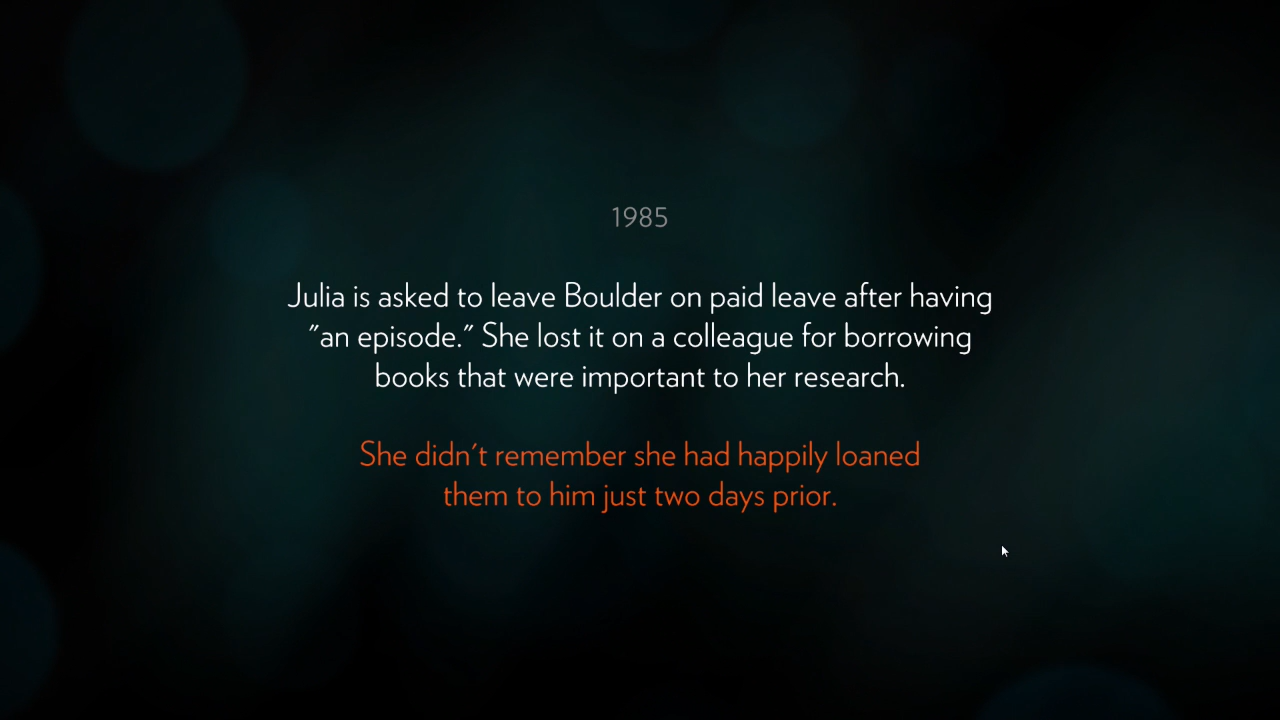 1985
Julia is asked to leave Boulder on paid leave after having
"an episode." She lost it on a colleague for borrowing
books that were important to her research.
She didn't remember she had happily loaned
them to him just two days prior.